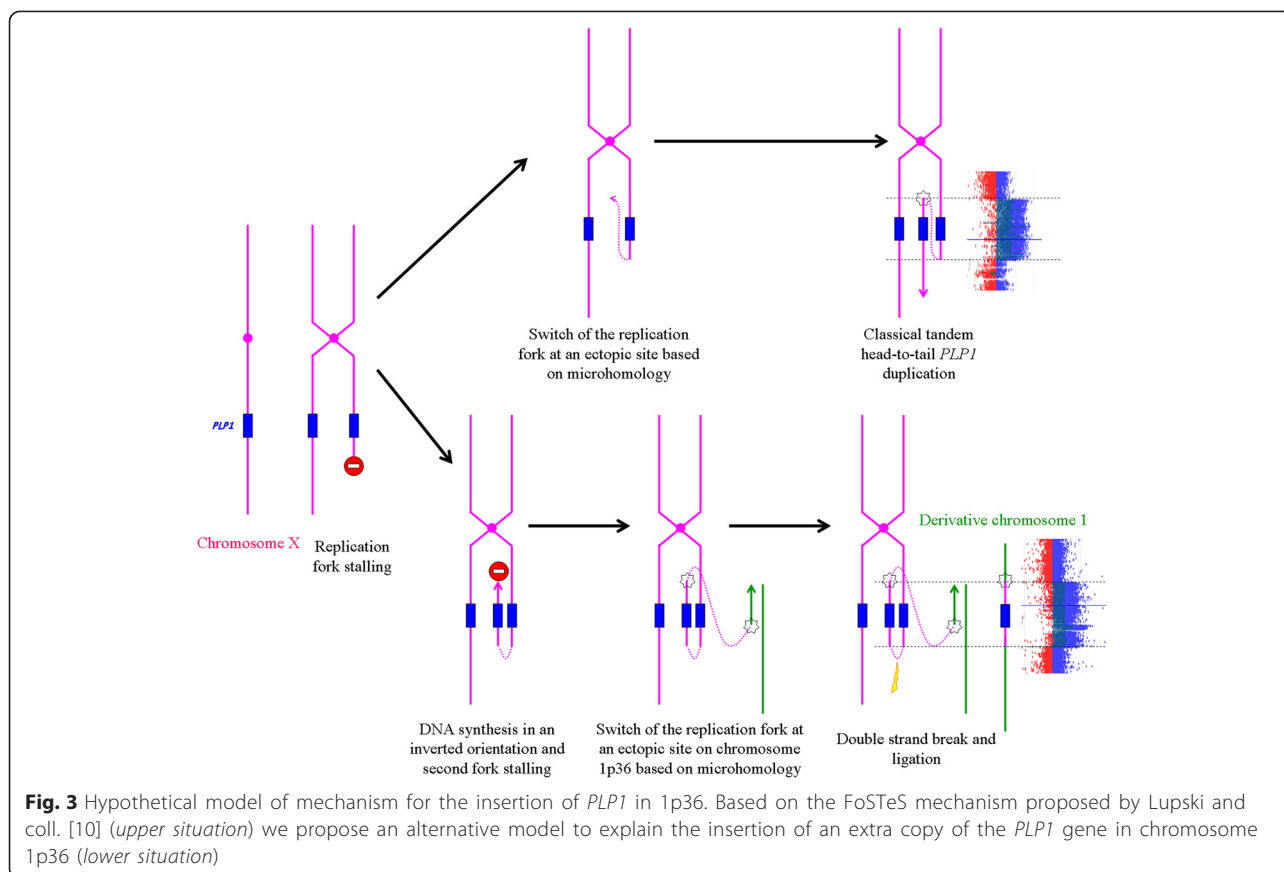 Switch of the replication
fork at an ectopic site based
on microhomology
Classical tandem
head-to-tail PLP1
duplication
PLP1
Chromosome X
Replication
fork stalling
Derivative chromosome 1
DNA synthesis in an
inverted orientation and
second fork stalling
Switch of the replication fork at
an ectopic site on chromosome
1p36 based on microhomology
Double strand break and
ligation
Fig. 3 Hypothetical model of mechanism for the insertion of PLP1 in 1p36. Based on the FoSTeS mechanism proposed by Lupski and
coll. [10] (upper situation) we propose an alternative model to explain the insertion of an extra copy of the PLP1 gene in chromosome
1p36 (lower situation)